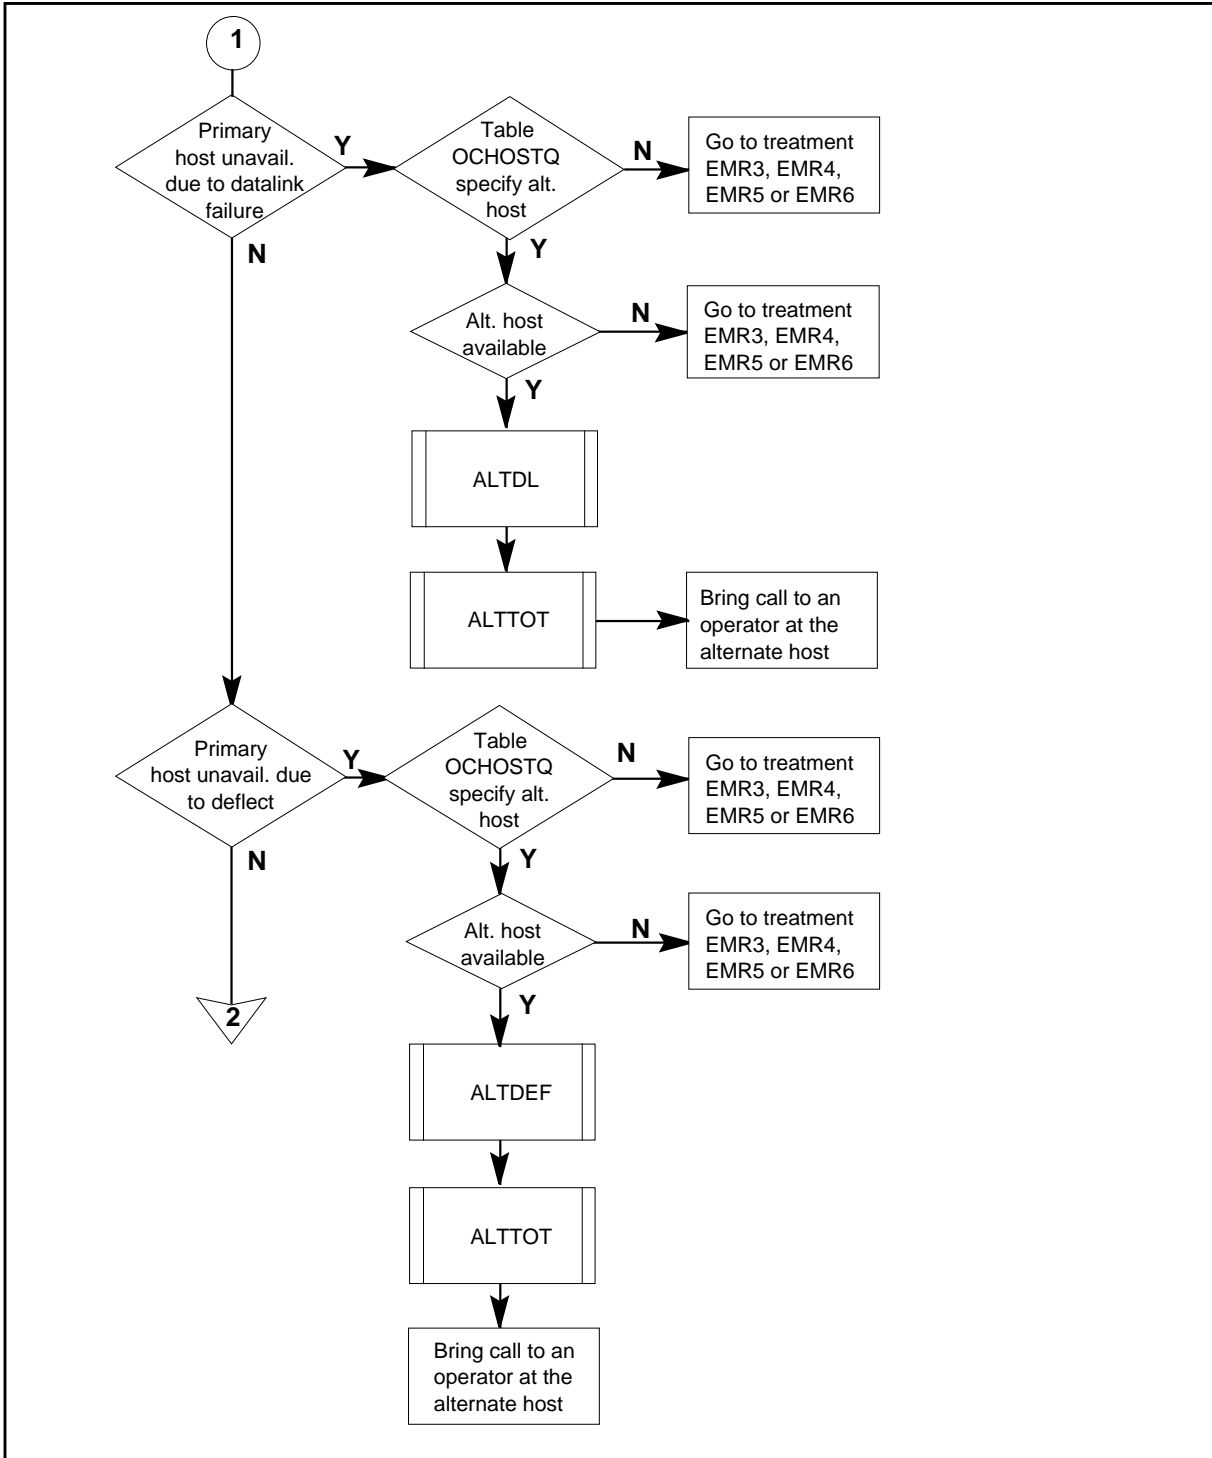 1
Primary
host unavail.
due to datalink
failure
Y
N
Table
OCHOSTQ
specify alt.
host
N
Y
Go to treatment
EMR3, EMR4,
EMR5 or EMR6
Alt. host
available
N
Y
Go to treatment
EMR3, EMR4,
EMR5 or EMR6
ALTDL
ALTTOT
Bring call to an
operator at the
alternate host
Primary
host unavail. due
to deflect
Y
N
Table
OCHOSTQ
specify alt.
host
N
Y
Go to treatment
EMR3, EMR4,
EMR5 or EMR6
Alt. host
available
N
Y
Go to treatment
EMR3, EMR4,
EMR5 or EMR6
2
ALTDEF
ALTTOT
Bring call to an
operator at the
alternate host